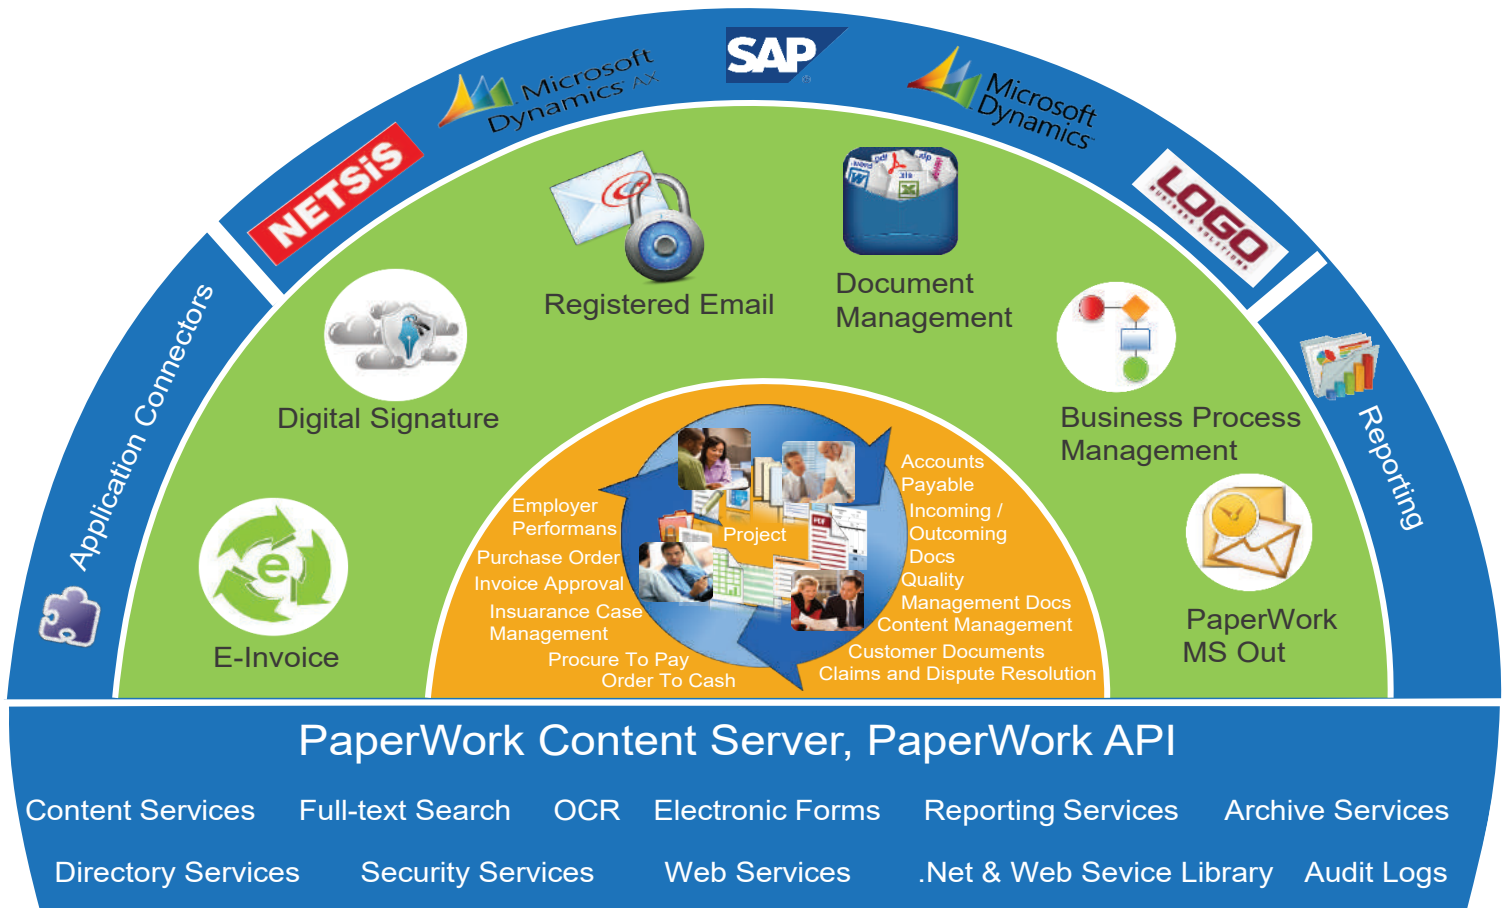 SAP
Microsoft
Dynamics AX
Microsoft
Dynamics
NETSiS
LOGO
BUSINESS SOLUTIONS
Application Connectors
Reporting
Registered Email
Document
Management
Digital Signature
Business Process
Management
E-Invoice
e
PaperWork
MS Out
PDF
Project
Employer
Performans
Purchase Order
Invoice Approval
Insuarance Case
Management
Procure To Pay
Order To Cash
Accounts
Payable
Incoming /
Outcoming
Docs
Quality
Management Docs
Content Management
Customer Documents
Claims and Dispute Resolution
PaperWork Content Server, PaperWork API
Content Services Full-text Search OCR Electronic Forms Reporting Services Archive Services
Directory Services Security Services Web Services .Net & Web Sevice Library Audit Logs